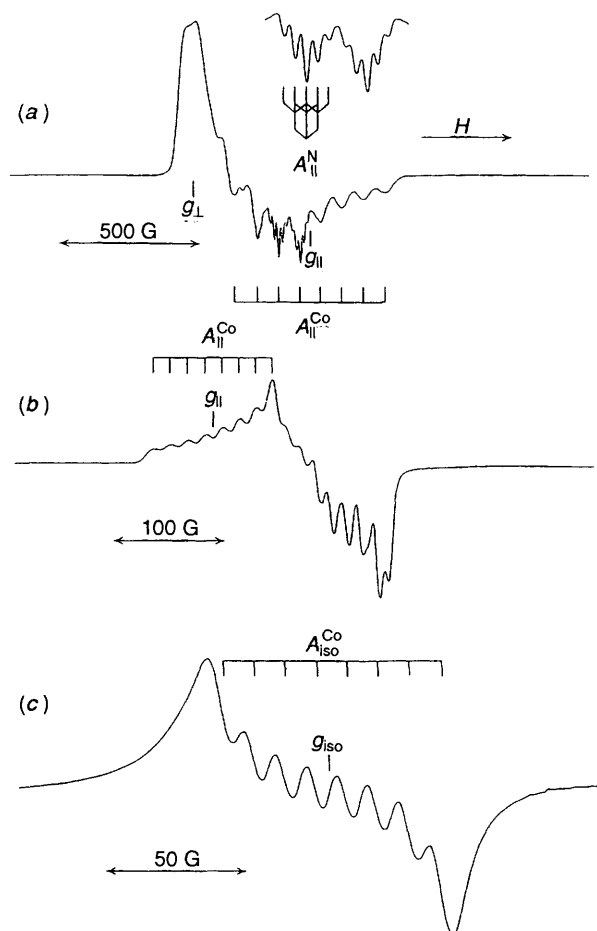 (a)
H
A∥N
g⊥
500 G
g∥
A∥Co
A∥Co
g∥
(b)
100 G
AisoCo
(c)
giso
50 G